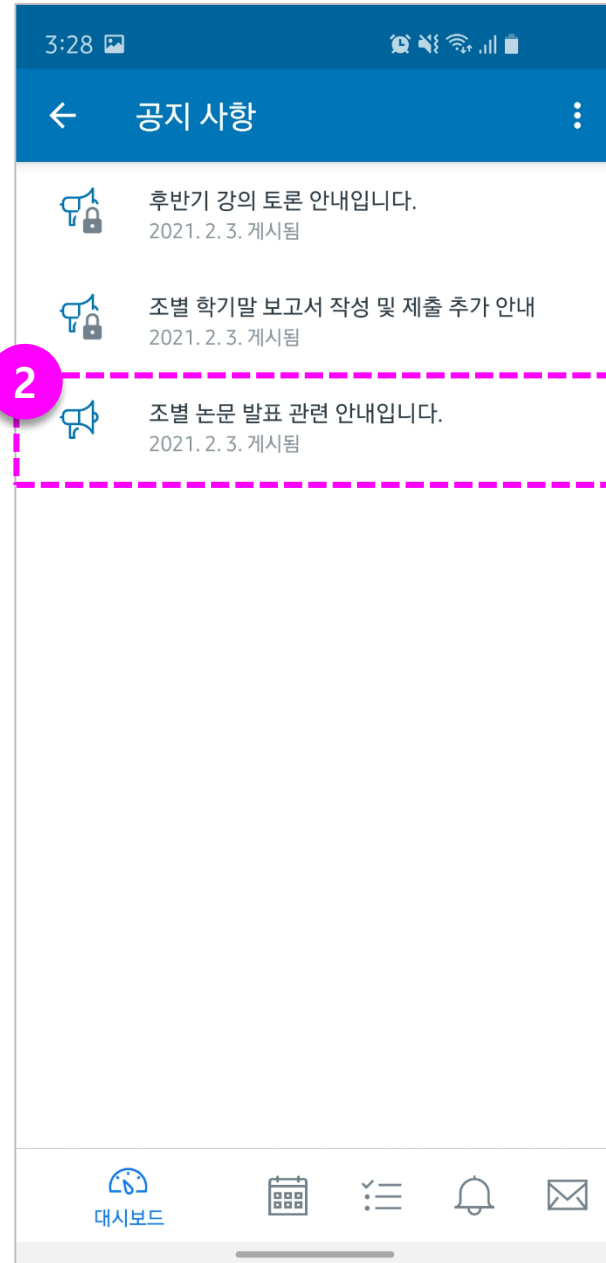 3:28
공지 사항
후반기 강의 토론 안내입니다.
2021. 2. 3. 게시됨
조별 학기말 보고서 작성 및 제출 추가 안내
2021. 2. 3. 게시됨
2
조별 논문 발표 관련 안내입니다.
2021. 2. 3. 게시됨
대시보드